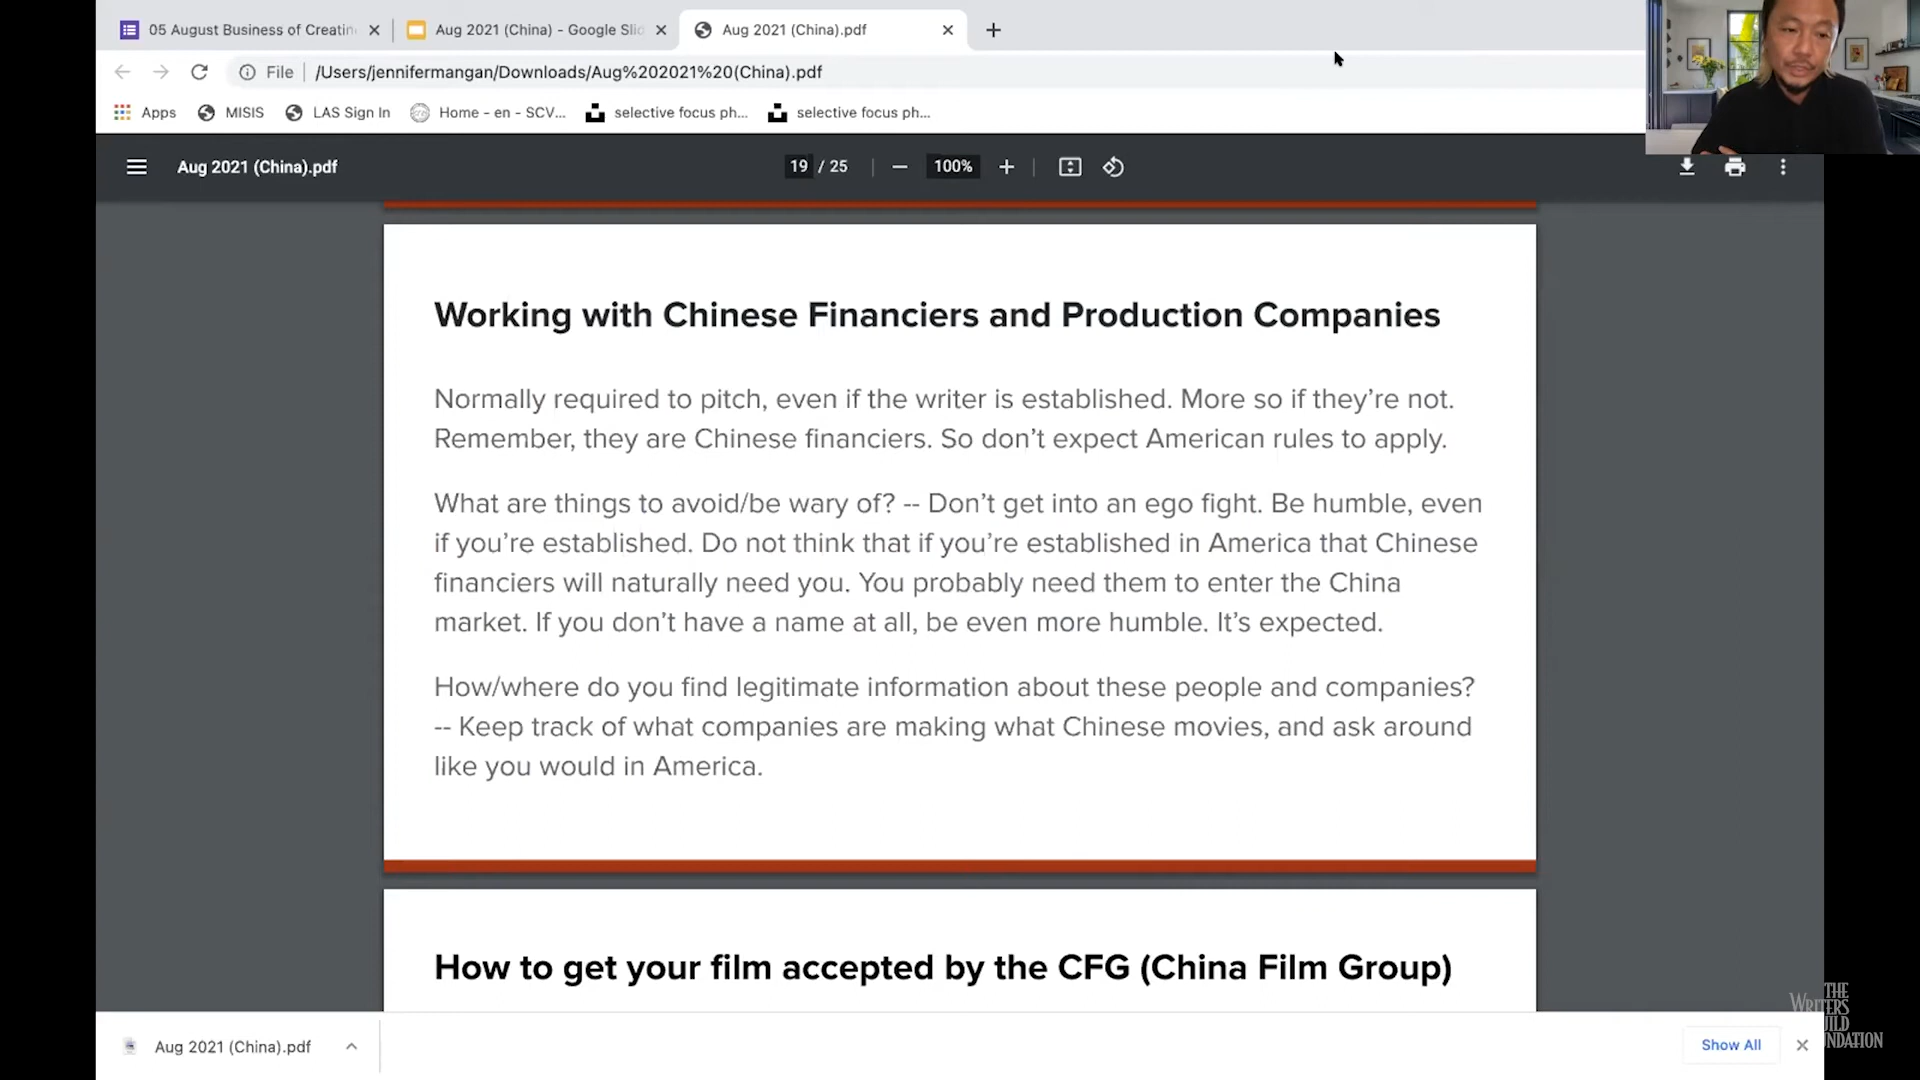 05 August Business of Creatin
Aug 2021 (China) - Google Slid
Aug 2021 (China).pdf
File
/Users/jennifermangan/Downloads/Aug%202021%20(China).pdf
Apps
MISIS
LAS Sign In
Home - en - SCV...
selective focus ph...
selective focus ph...
Aug 2021 (China).pdf
19 / 25
100%
Working with Chinese Financiers and Production Companies
Normally required to pitch, even if the writer is established. More so if they’re not.
Remember, they are Chinese financiers. So don’t expect American rules to apply.
What are things to avoid/be wary of? -- Don’t get into an ego fight. Be humble, even
if you’re established. Do not think that if you’re established in America that Chinese
financiers will naturally need you. You probably need them to enter the China
market. If you don’t have a name at all, be even more humble. It’s expected.
How/where do you find legitimate information about these people and companies?
-- Keep track of what companies are making what Chinese movies, and ask around
like you would in America.
How to get your film accepted by the CFG (China Film Group)
Aug 2021 (China).pdf
Show All
THE
WRITERS
UILD
UNDATION